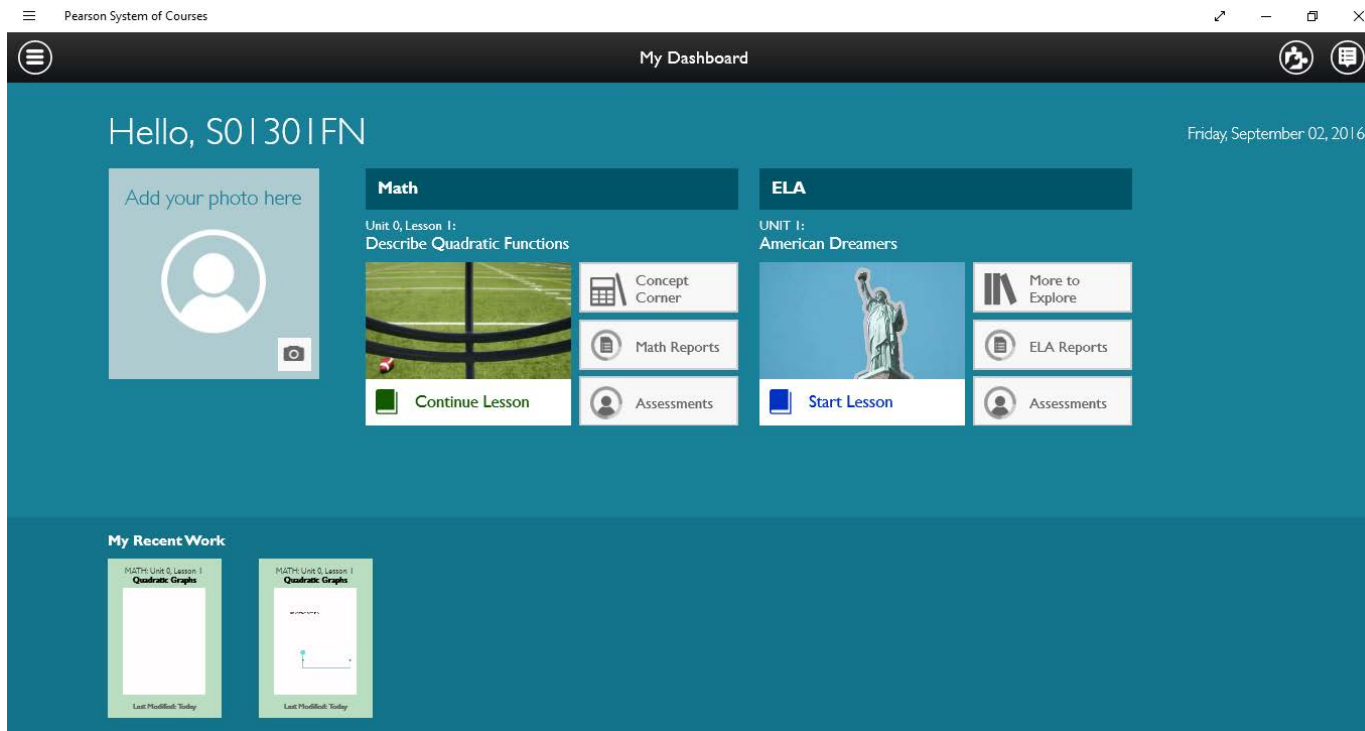 Pearson System of Courses
My Dashboard
Hello, S01301FN
Friday, September 02, 2016
Add your photo here
Math
Unit 0, Lesson 1:
Describe Quadratic Functions
Continue Lesson
Concept
Corner
Math Reports
Assessments
ELA
UNIT 1:
American Dreamers
Start Lesson
More to
Explore
ELA Reports
Assessments
My Recent Work
MATH: Unit 0, Lesson 1
Quadratic Graphs
Last Modified: Today
MATH: Unit 0, Lesson 1
Quadratic Graphs
Last Modified: Today